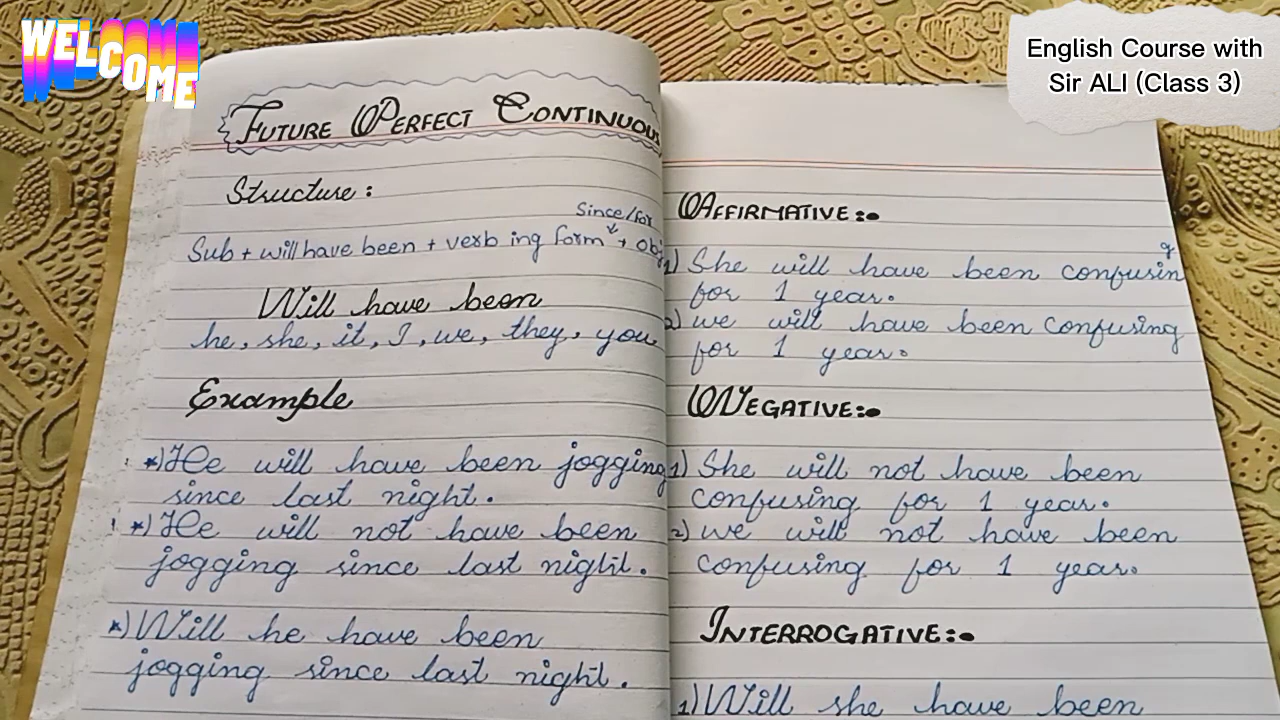 WELCOME
English Course with
Sir ALI (Class 3)
FUTURE PERFECT CONTINUOUS
Structure:
Since/for
Sub + will have been + verb ing form + obj
Will have been
he, she, it, I, we, they, you
Example
*) He will have been jogging
since last night.
*) He will not have been
jogging since last night.
*) Will he have been
jogging since last night.
AFFIRMATIVE:
1) She will have been confusing
for 1 year.
2) we will have been confusing
for 1 year.
NEGATIVE:
1) She will not have been
confusing for 1 year.
2) we will not have been
confusing for 1 year.
INTERROGATIVE:
1) Will she have been